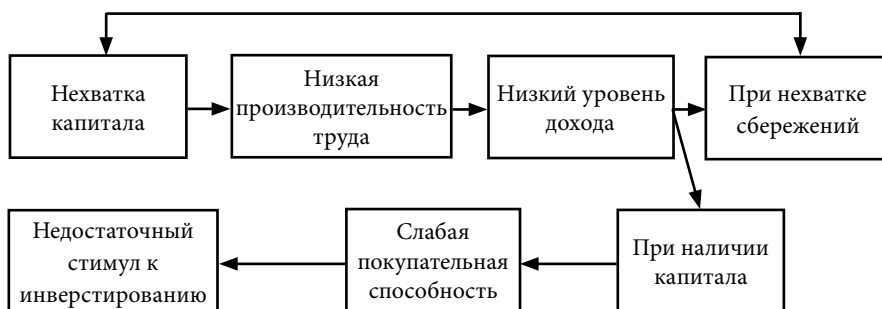 Нехватка
капитала
Низкая
производительность
труда
Низкий уровень
дохода
При нехватке
сбережений
Недостаточный
стимул к
инверстированию
Слабая
покупательная
способность
При наличии
капитала